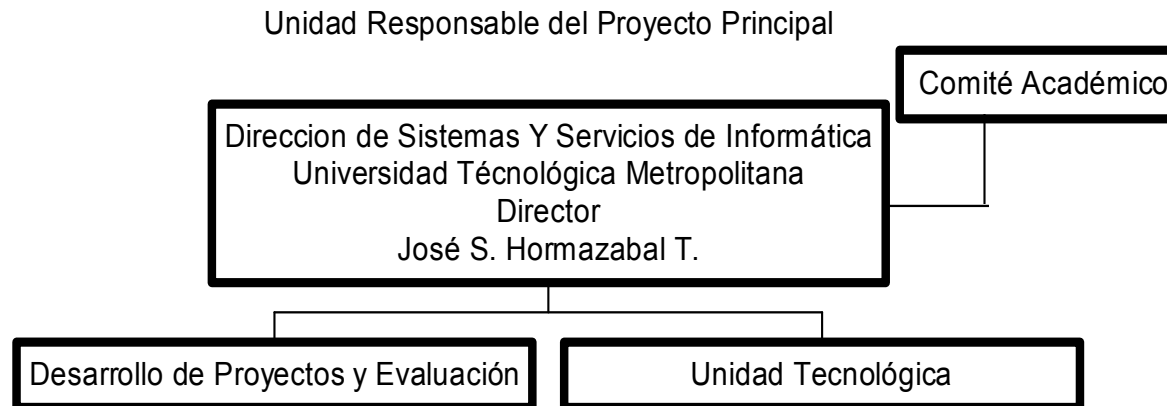 Unidad Responsable del Proyecto Principal
Comité Académico
Direccion de Sistemas Y Servicios de Informática
Universidad Técnológica Metropolitana
Director
José S. Hormazabal T.
Desarrollo de Proyectos y Evaluación
Unidad Tecnológica